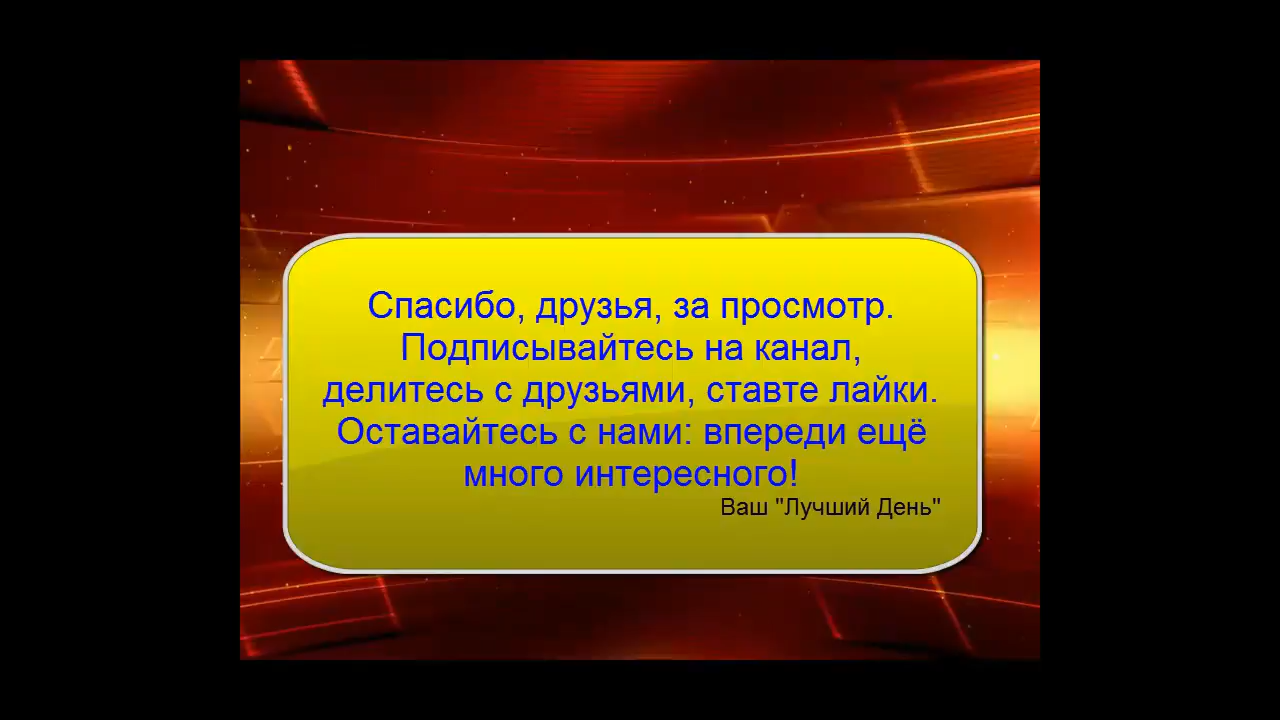 Спасибо, друзья, за просмотр.
Подписывайтесь на канал,
делитесь с друзьями, ставте лайки.
Оставайтесь с нами: впереди ещё
много интересного!
Ваш "Лучший День"